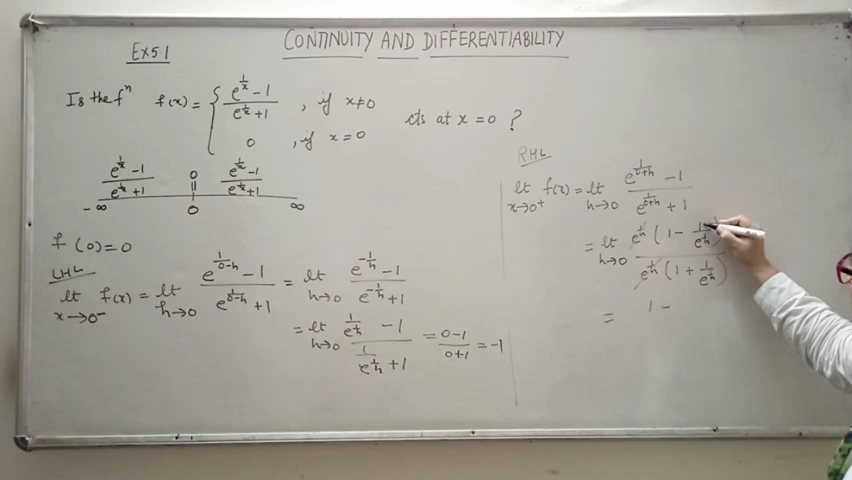 CONTINUITY AND DIFFERENTIABILITY
EX 5.1
Is the fⁿ f(x) = { (e^(1/x) − 1)/(e^(1/x) + 1) , if x ≠ 0
0 , if x = 0
cts at x = 0 ?
(e^(1/x) − 1)/(e^(1/x) + 1) 0 (e^(1/x) − 1)/(e^(1/x) + 1)
−∞ 0 ∞
f(0) = 0
LHL
lt x→0⁻ f(x) = lt h→0 (e^(1/(0−h)) − 1)/(e^(1/(0−h)) + 1) = lt h→0 (e^(−1/h) − 1)/(e^(−1/h) + 1)
= lt h→0 (1/e^(1/h) − 1)/(1/e^(1/h) + 1) = (0−1)/(0+1) = −1
RHL
lt x→0⁺ f(x) = lt h→0 (e^(1/(0+h)) − 1)/(e^(1/(0+h)) + 1)
= lt h→0 e^(1/h) (1 − 1/e^(1/h))/e^(1/h) (1 + 1/e^(1/h))
= 1 −